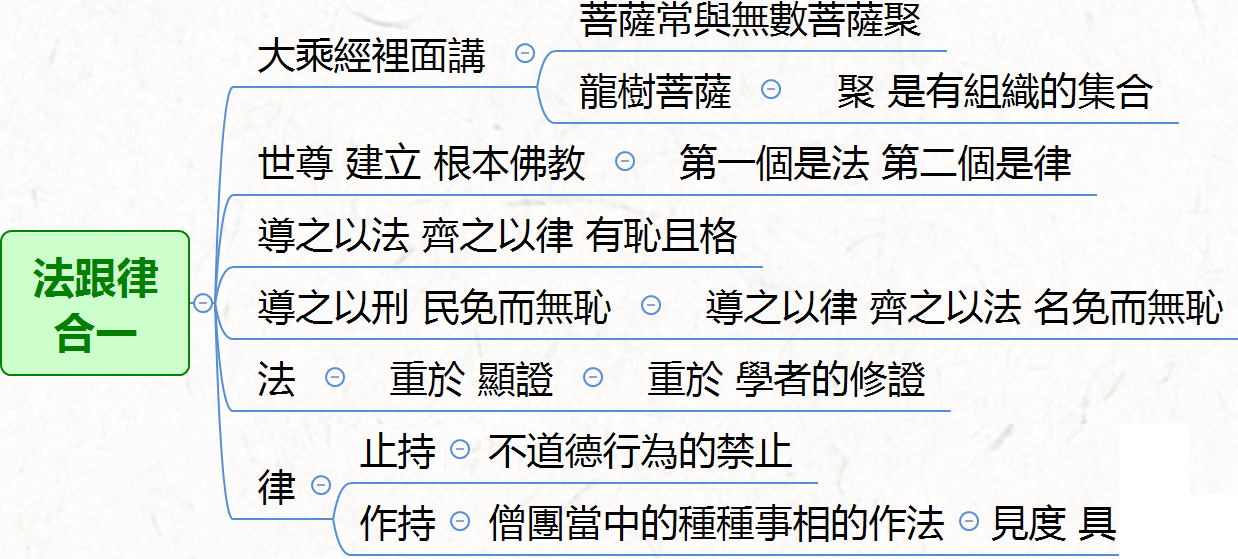 菩薩常與無數菩薩聚
大乘經裡面講
龍樹菩薩 聚 是有組織的集合
世尊 建立 根本佛教 第一個是法 第二個是律
導之以法 齊之以律 有恥且格
法跟律
合一
導之以刑 民免而無恥 導之以律 齊之以法 名免而無恥
法 重於 顯證 重於 學者的修證
止持 不道德行為的禁止
律
作持 僧團當中的種種事相的作法 見度 具